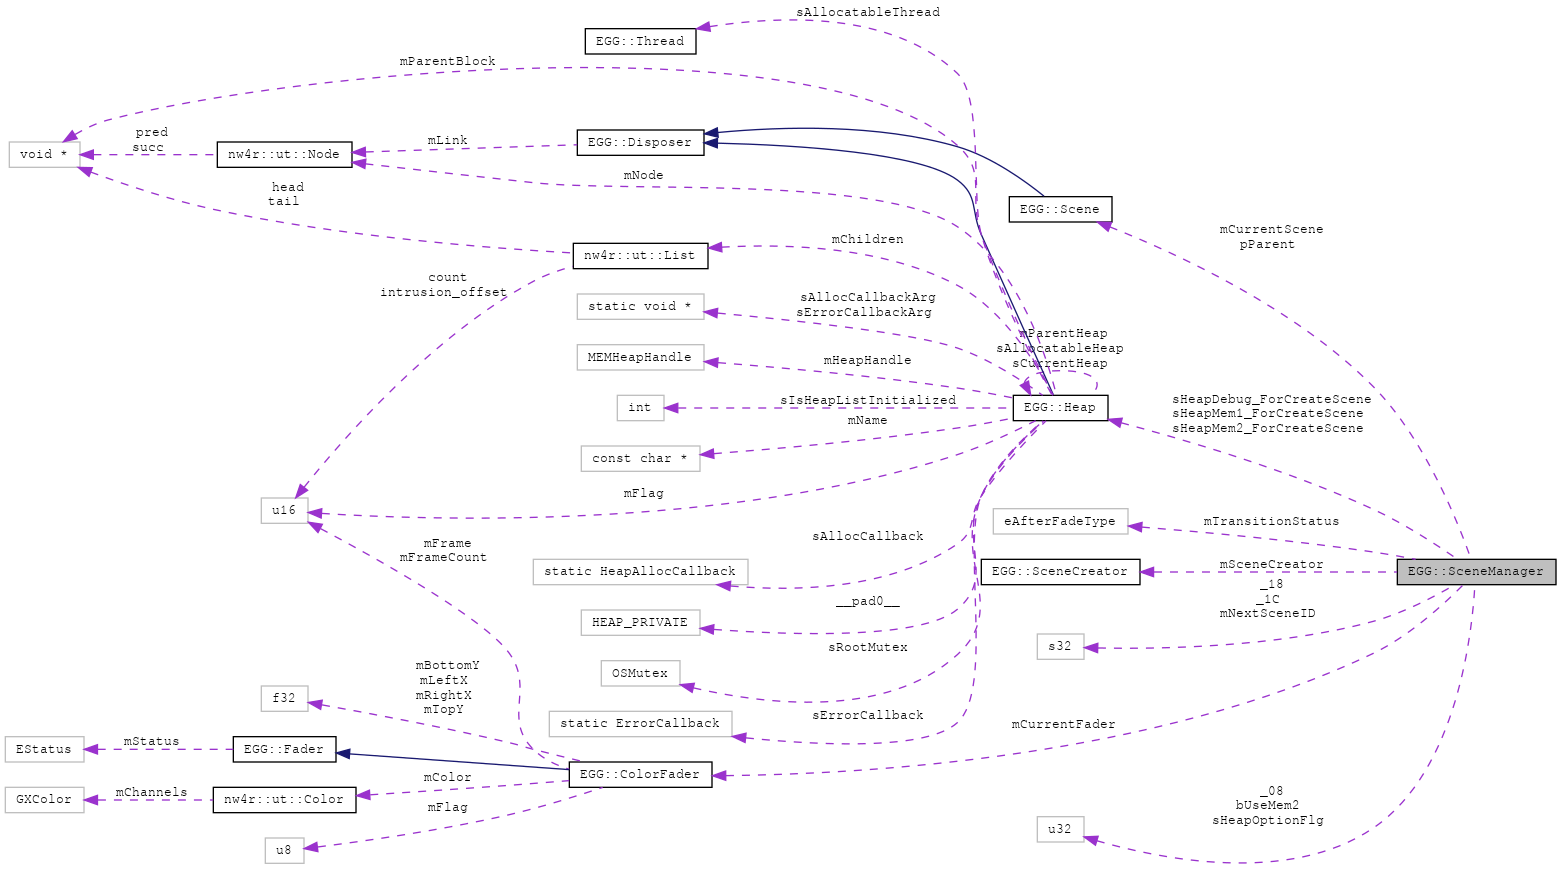 sAllocatableThread
EGG::Thread
mParentBlock
pred
succ
void *
nw4r::ut::Node
mLink
EGG::Disposer
mNode
EGG::Scene
head
tail
mChildren
nw4r::ut::List
mCurrentScene
pParent
count
intrusion_offset
static void *
sAllocCallbackArg
sErrorCallbackArg
mParentHeap
sAllocatableHeap
sCurrentHeap
MEMHeapHandle
mHeapHandle
int
sIsHeapListInitialized
EGG::Heap
sHeapDebug_ForCreateScene
sHeapMem1_ForCreateScene
sHeapMem2_ForCreateScene
mName
const char *
mFlag
u16
eAfterFadeType
mTransitionStatus
mFrame
mFrameCount
sAllocCallback
static HeapAllocCallback
EGG::SceneCreator
mSceneCreator
EGG::SceneManager
_18
_1C
mNextSceneID
__pad0__
HEAP_PRIVATE
s32
sRootMutex
OSMutex
mBottomY
mLeftX
mRightX
mTopY
f32
static ErrorCallback
sErrorCallback
mCurrentFader
EStatus
mStatus
EGG::Fader
EGG::ColorFader
GXColor
mChannels
nw4r::ut::Color
mColor
mFlag
u8
_08
bUseMem2
sHeapOptionFlg
u32